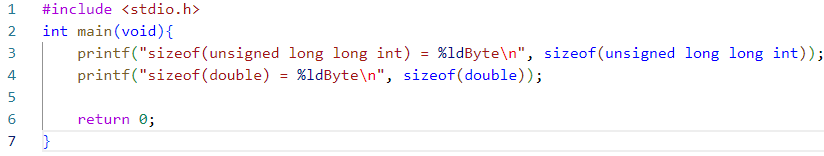 1 #include <stdio.h>
2 int main(void){
3     printf("sizeof(unsigned long long int) = %ldByte\n", sizeof(unsigned long long int));
4     printf("sizeof(double) = %ldByte\n", sizeof(double));
5
6     return 0;
7 }